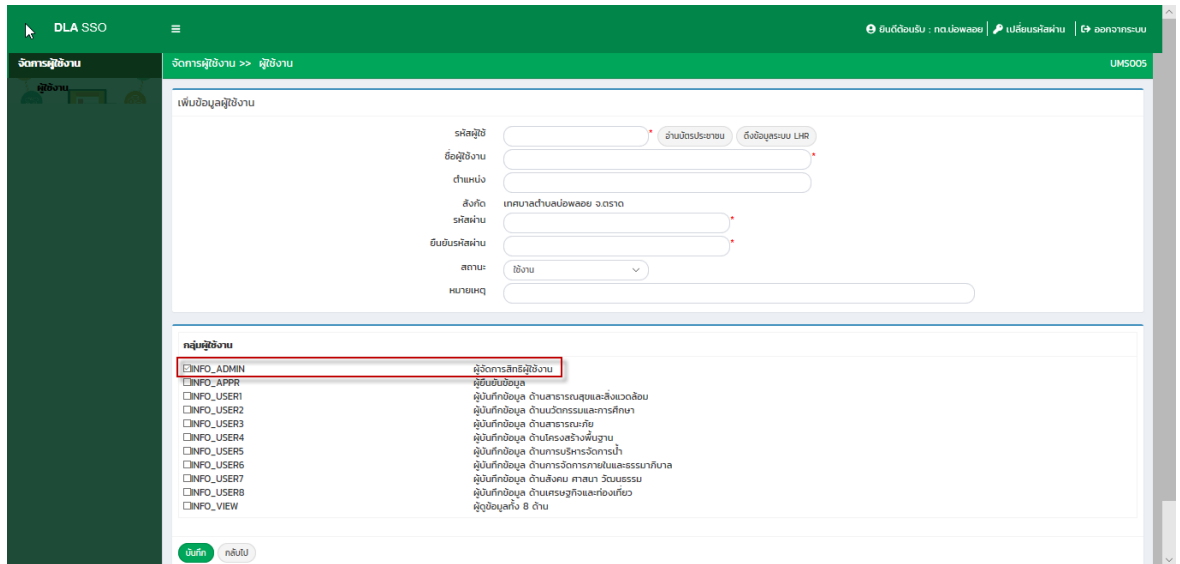 DLA SSO
ยินดีต้อนรับ : ทต.บ่อพลอย เปลี่ยนรหัสผ่าน ออกจากระบบ
จัดการผู้ใช้งาน
จัดการผู้ใช้งาน >> ผู้ใช้งาน UMS005
ผู้ใช้งาน
เพิ่มข้อมูลผู้ใช้งาน
รหัสผู้ใช้ * อ่านบัตรประชาชน ดึงข้อมูลระบบ LHR
ชื่อผู้ใช้งาน *
ตำแหน่ง
สังกัด เทศบาลตำบลบ่อพลอย จ.ตราด
รหัสผ่าน *
ยืนยันรหัสผ่าน *
สถานะ ใช้งาน
หมายเหตุ
กลุ่มผู้ใช้งาน
INFO_ADMIN ผู้จัดการสิทธิผู้ใช้งาน
INFO_APPR ผู้ยืนยันข้อมูล
INFO_USER1 ผู้บันทึกข้อมูล ด้านสาธารณสุขและสิ่งแวดล้อม
INFO_USER2 ผู้บันทึกข้อมูล ด้านนวัตกรรมและการศึกษา
INFO_USER3 ผู้บันทึกข้อมูล ด้านสาธารณะภัย
INFO_USER4 ผู้บันทึกข้อมูล ด้านโครงสร้างพื้นฐาน
INFO_USER5 ผู้บันทึกข้อมูล ด้านการบริหารจัดการน้ำ
INFO_USER6 ผู้บันทึกข้อมูล ด้านการจัดการภายในและธรรมาภิบาล
INFO_USER7 ผู้บันทึกข้อมูล ด้านสังคม ศาสนา วัฒนธรรม
INFO_USER8 ผู้บันทึกข้อมูล ด้านเศรษฐกิจและท่องเที่ยว
INFO_VIEW ผู้ดูข้อมูลทั้ง 8 ด้าน
บันทึก กลับไป